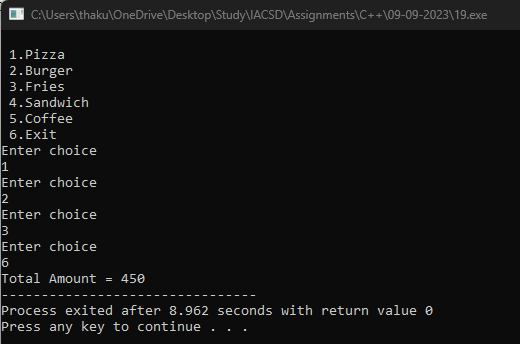 C:\Users\thaku\OneDrive\Desktop\Study\IACSD\Assignments\C++\09-09-2023\19.exe
1.Pizza
2.Burger
3.Fries
4.Sandwich
5.Coffee
6.Exit
Enter choice
1
Enter choice
2
Enter choice
3
Enter choice
6
Total Amount = 450
--------------------------------
Process exited after 8.962 seconds with return value 0
Press any key to continue . . .